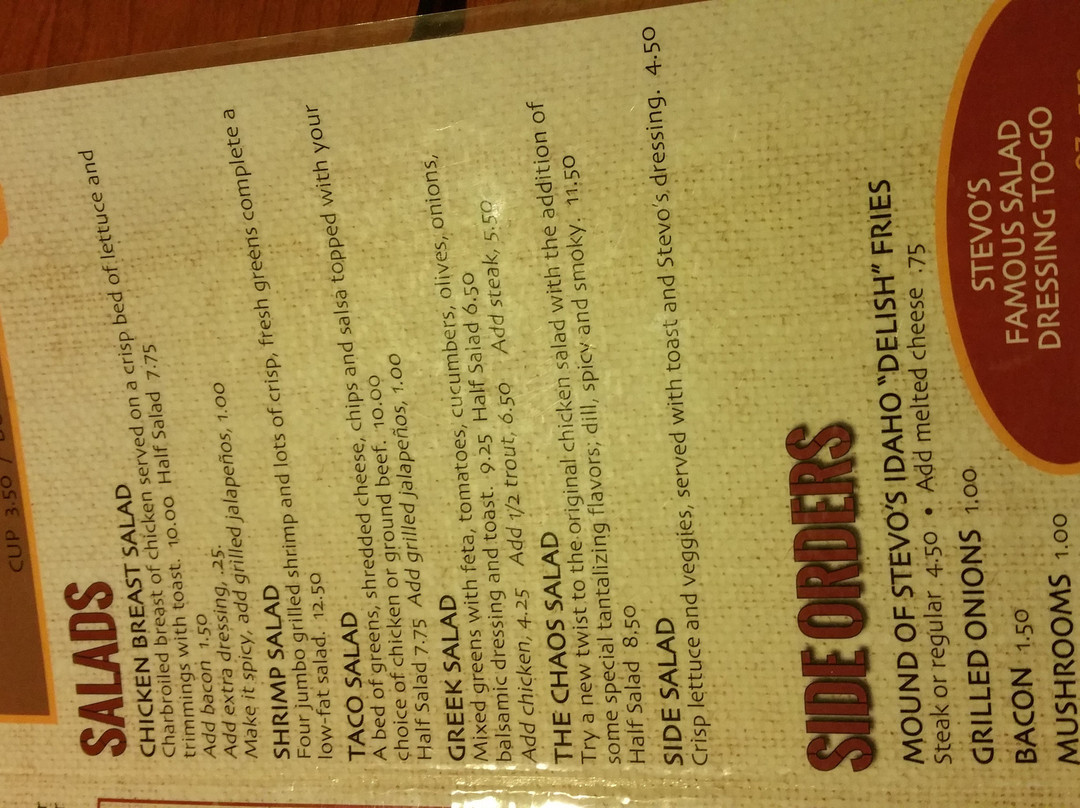 CUP 3.50 /
SALADS
CHICKEN BREAST SALAD
Charbroiled breast of chicken served on a crisp bed of lettuce and
trimmings with toast. 10.00 Half Salad 7.75
Add bacon 1.50
Add extra dressing, .25.
Make it spicy, add grilled jalapeños, 1.00
SHRIMP SALAD
Four jumbo grilled shrimp and lots of crisp, fresh greens complete a
low-fat salad. 12.50
TACO SALAD
A bed of greens, shredded cheese, chips and salsa topped with your
choice of chicken or ground beef. 10.00
Half Salad 7.75 Add grilled jalapeños, 1.00
GREEK SALAD
Mixed greens with feta, tomatoes, cucumbers, olives, onions,
balsamic dressing and toast. 9.25 Half Salad 6.50
Add chicken, 4.25 Add 1/2 trout, 6.50 Add steak, 5.50
THE CHAOS SALAD
Try a new twist to the original chicken salad with the addition of
some special tantalizing flavors; dill, spicy and smoky. 11.50
Half Salad 8.50
SIDE SALAD
Crisp lettuce and veggies, served with toast and Stevo's dressing. 4.50
SIDE ORDERS
MOUND OF STEVO'S IDAHO "DELISH" FRIES
Steak or regular 4.50 • Add melted cheese .75
GRILLED ONIONS 1.00
BACON 1.50
MUSHROOMS 1.00
STEVO'S
FAMOUS SALAD
DRESSING TO-GO